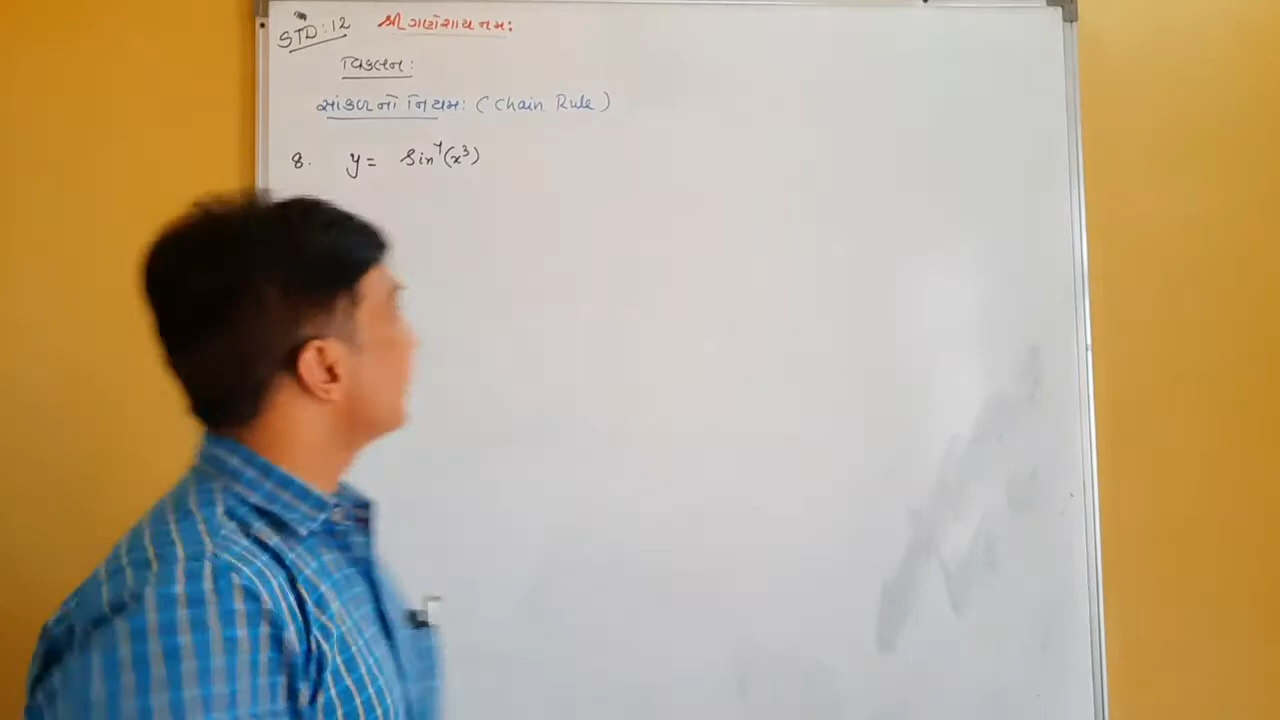 STD: 12
શ્રી ગણેશાય નમ:
વિકલન:
સાંકળનો નિયમ: (Chain Rule)
8. y = sin⁻¹(x³)